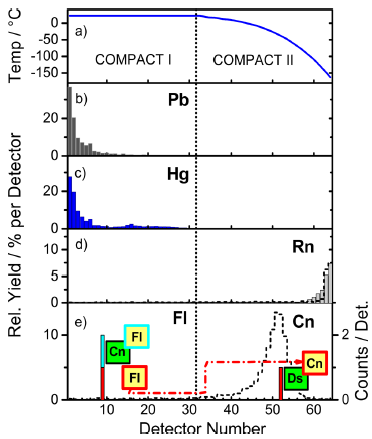 Temp / °C
0
-50
-100
-150
a)
COMPACT I
COMPACT II
Rel. Yield / % per Detector
b)
Pb
20
0
c)
Hg
20
0
d)
Rn
10
5
0
e)
Fl
Cn
10
5
0
Fl
Cn
Fl
Cn
Ds
2
1
0
Counts / Det.
0
10
20
30
40
50
60
Detector Number